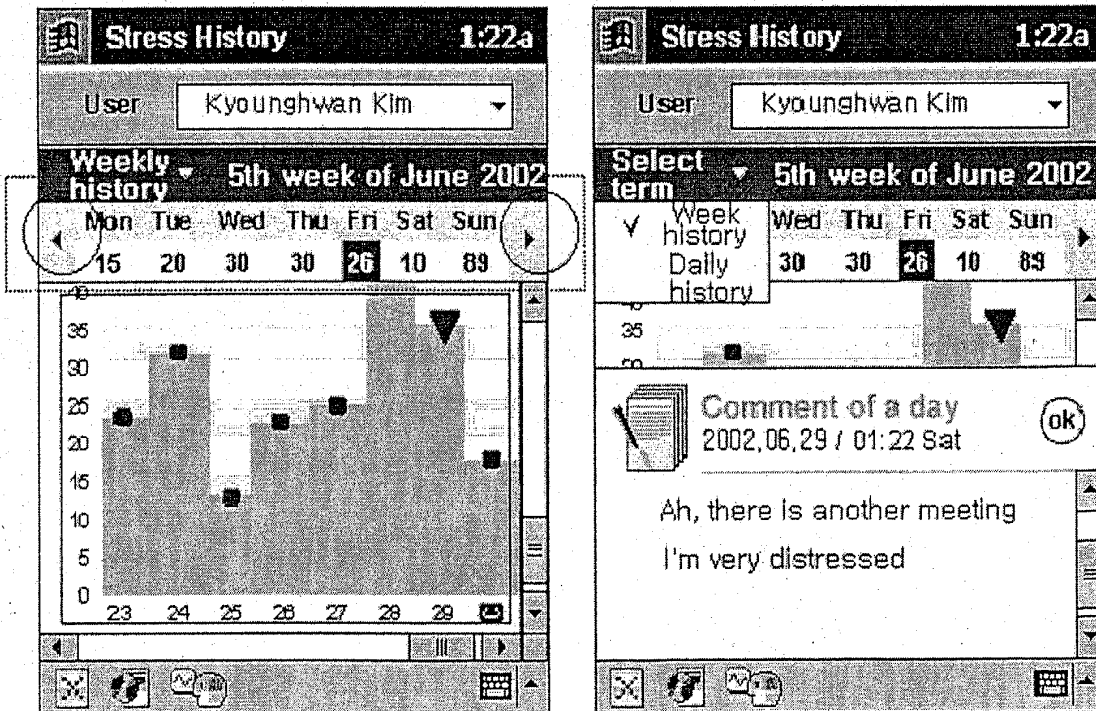 Stress History 1:22a
User Kyounghwan Kim
Weekly history 5th week of June 2002
Mon Tue Wed Thu Fri Sat Sun
15 20 30 30 26 10 89
40
35
30
25
20
15
10
5
0
23 24 25 26 27 28 29
Stress History 1:22a
User Kyounghwan Kim
Select term 5th week of June 2002
Week history
Daily history
Wed Thu Fri Sat Sun
30 30 26 10 89
35
Comment of a day
2002,06,29 / 01:22 Sat
ok
Ah, there is another meeting
I'm very distressed